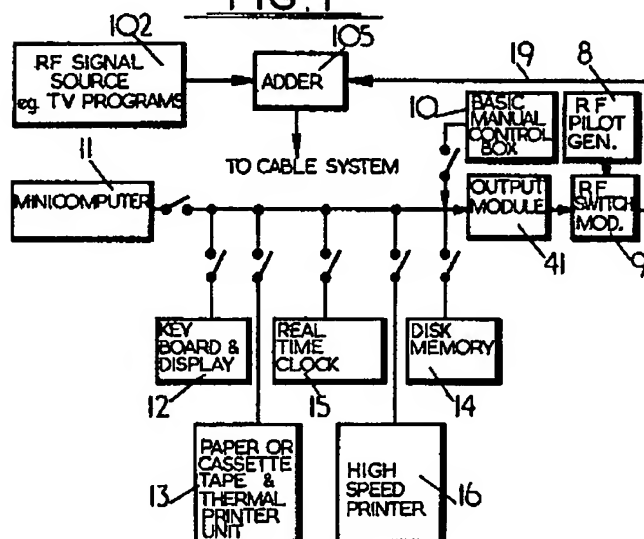 FIG.1
102
RF SIGNAL
SOURCE
eg. TV PROGRAMS
105
ADDER
19
8
10
BASIC
MANUAL
CONTROL
BOX
RF
PILOT
GEN.
TO CABLE SYSTEM
11
MINICOMPUTER
OUTPUT
MODULE
41
RF
SWITCH
MOD.
9
KEY
BOARD &
DISPLAY
12
REAL
TIME
CLOCK
15
DISK
MEMORY
14
PAPER OR
CASSETTE
TAPE &
THERMAL
PRINTER
UNIT
13
HIGH
SPEED
PRINTER
16